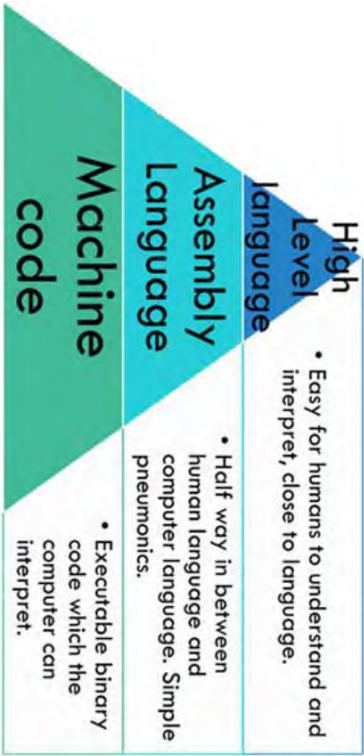 High
Level
language
• Easy for humans to understand and
interpret, close to language.
Assembly
Language
• Half way in between
human language and
computer language. Simple
pneumonics.
Machine
code
• Executable binary
code which the
computer can
interpret.